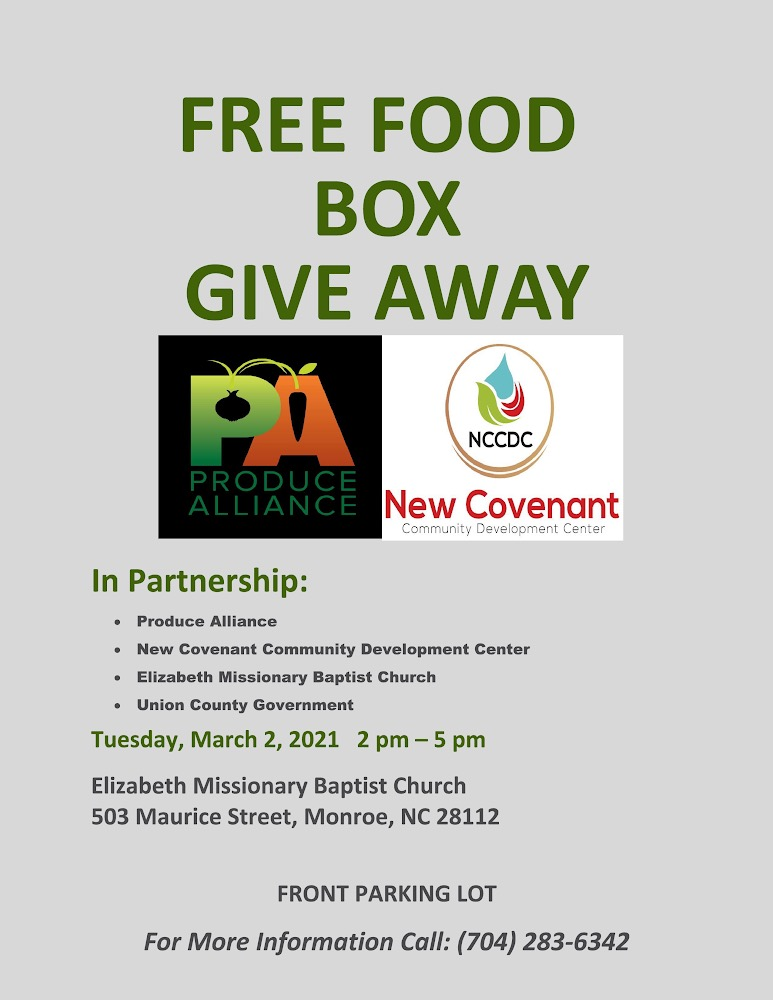 FREE FOOD
BOX
GIVE AWAY
PA
PRODUCE
ALLIANCE
NCCDC
New Covenant
Community Development Center
In Partnership:
• Produce Alliance
• New Covenant Community Development Center
• Elizabeth Missionary Baptist Church
• Union County Government
Tuesday, March 2, 2021 2 pm – 5 pm
Elizabeth Missionary Baptist Church
503 Maurice Street, Monroe, NC 28112
FRONT PARKING LOT
For More Information Call: (704) 283-6342